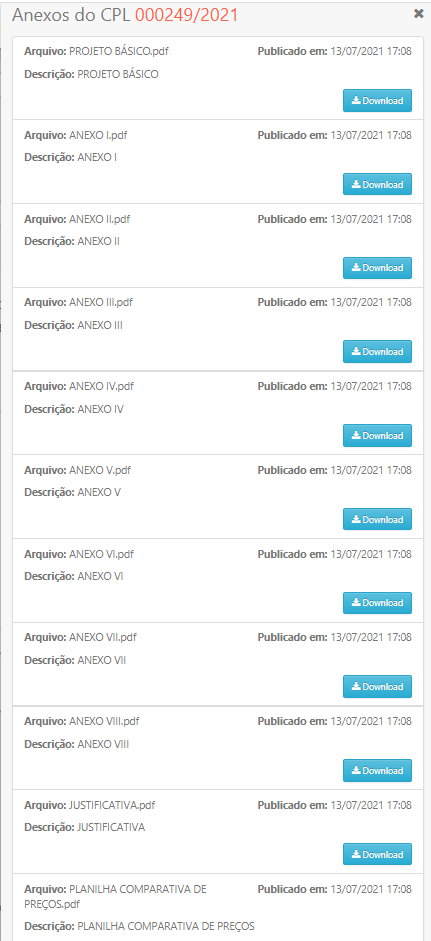 Anexos do CPL 000249/2021
Arquivo: PROJETO BÁSICO.pdf Publicado em: 13/07/2021 17:08
Descrição: PROJETO BÁSICO
Download
Arquivo: ANEXO I.pdf Publicado em: 13/07/2021 17:08
Descrição: ANEXO I
Download
Arquivo: ANEXO II.pdf Publicado em: 13/07/2021 17:08
Descrição: ANEXO II
Download
Arquivo: ANEXO III.pdf Publicado em: 13/07/2021 17:08
Descrição: ANEXO III
Download
Arquivo: ANEXO IV.pdf Publicado em: 13/07/2021 17:08
Descrição: ANEXO IV
Download
Arquivo: ANEXO V.pdf Publicado em: 13/07/2021 17:08
Descrição: ANEXO V
Download
Arquivo: ANEXO VI.pdf Publicado em: 13/07/2021 17:08
Descrição: ANEXO VI
Download
Arquivo: ANEXO VII.pdf Publicado em: 13/07/2021 17:08
Descrição: ANEXO VII
Download
Arquivo: ANEXO VIII.pdf Publicado em: 13/07/2021 17:08
Descrição: ANEXO VIII
Download
Arquivo: JUSTIFICATIVA.pdf Publicado em: 13/07/2021 17:08
Descrição: JUSTIFICATIVA
Download
Arquivo: PLANILHA COMPARATIVA DE Publicado em: 13/07/2021 17:08
PREÇOS.pdf
Descrição: PLANILHA COMPARATIVA DE PREÇOS